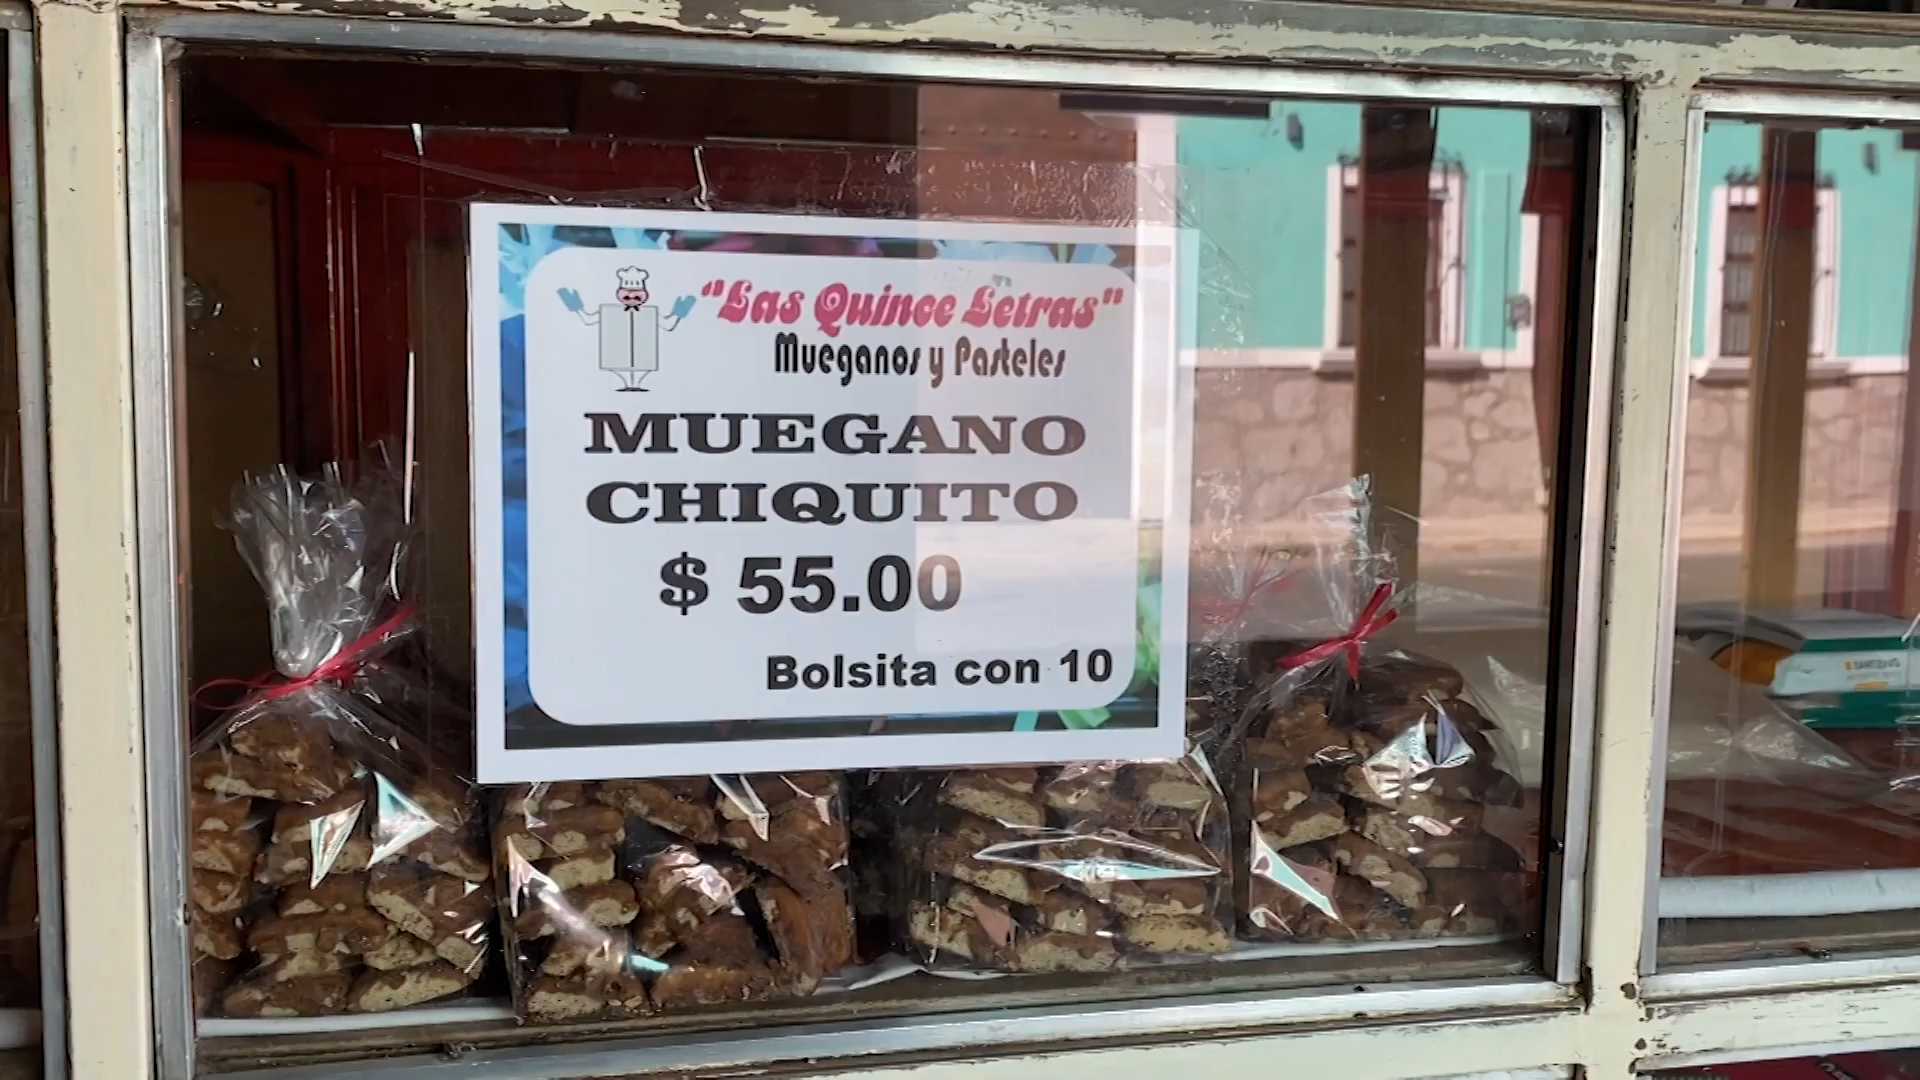 "Las Quince Letras"
Mueganos y Pasteles
MUEGANO
CHIQUITO
$ 55.00
Bolsita con 10